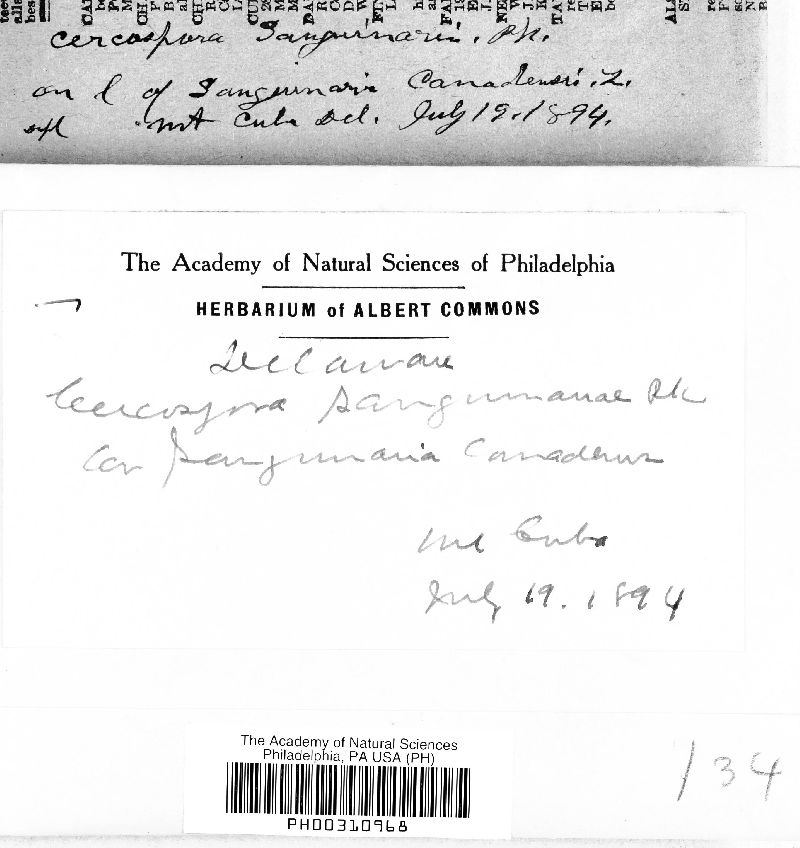 Cercospora Sanguinariae. Pk.
on l of Sanguinaria Canadensis. L.
Mt Cuba Del. July 19. 1894.
The Academy of Natural Sciences of Philadelphia
HERBARIUM of ALBERT COMMONS
Delaware
Cercospora Sanguinariae Pk
on Sanguinaria Canadensis
Mt Cuba
July 19. 1894
The Academy of Natural Sciences
Philadelphia, PA USA (PH)
PH00310968
134